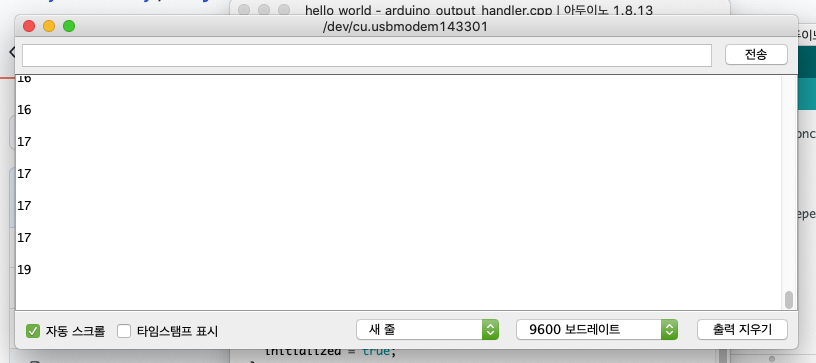 hello_world - arduino_output_handler.cpp | 아두이노 1.8.13
/dev/cu.usbmodem143301
전송
16
16
17
17
17
17
19
자동 스크롤
타임스탬프 표시
새 줄
9600 보드레이트
출력 지우기
initialized = true;